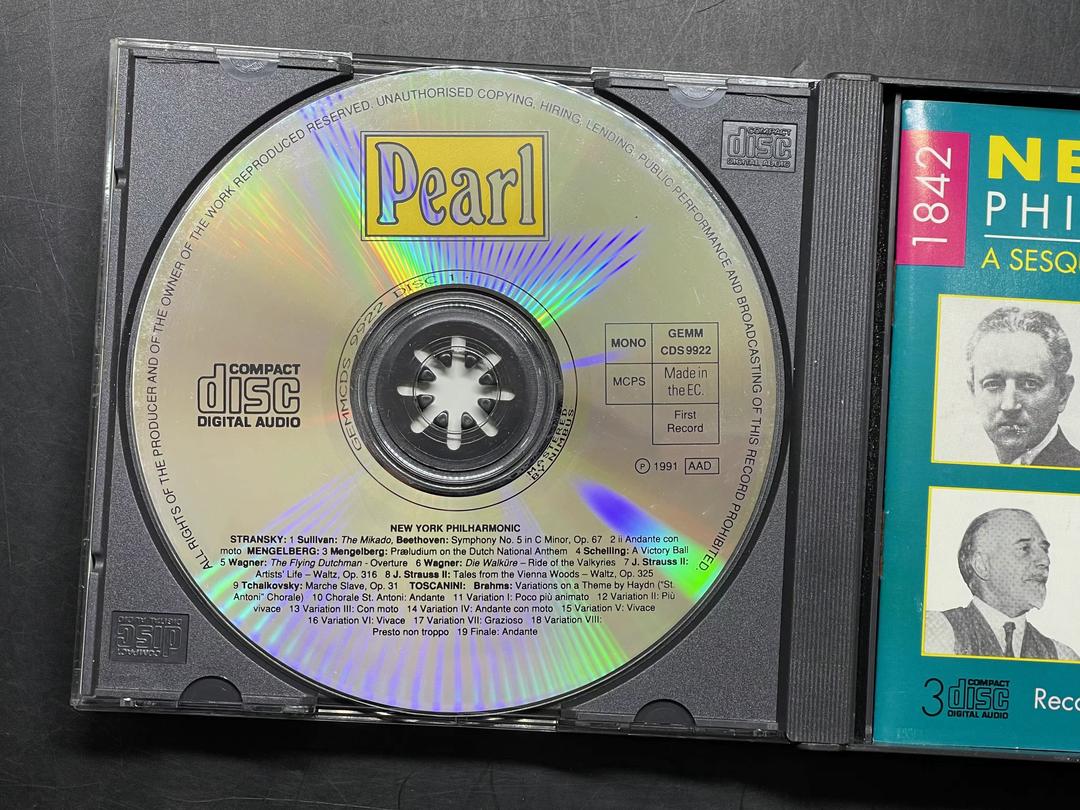 ALL RIGHTS OF THE PRODUCER AND OF THE OWNER OF THE WORK REPRODUCED RESERVED. UNAUTHORISED COPYING, HIRING, LENDING, PUBLIC PERFORMANCE AND BROADCASTING OF THIS RECORD PROHIBITED.
Pearl
COMPACT
disc
DIGITAL AUDIO
GEMMCDS 9922 DISC 1
MASTERED
BY NIMBUS
COMPACT
disc
DIGITAL AUDIO
MONO GEMM
CDS 9922
MCPS Made in
the EC.
First
Record
Ⓟ 1991 AAD
NEW YORK PHILHARMONIC
STRANSKY: 1 Sullivan: The Mikado, Beethoven: Symphony No. 5 in C Minor, Op. 67 2 ii Andante con
moto MENGELBERG: 3 Mengelberg: Præludium on the Dutch National Anthem 4 Schelling: A Victory Ball
5 Wagner: The Flying Dutchman - Overture 6 Wagner: Die Walküre – Ride of the Valkyries 7 J. Strauss II:
Artists' Life – Waltz, Op. 316 8 J. Strauss II: Tales from the Vienna Woods – Waltz, Op. 325
9 Tchaikovsky: Marche Slave, Op. 31 TOSCANINI: Brahms: Variations on a Theme by Haydn ("St.
Antoni" Chorale) 10 Chorale St. Antoni: Andante 11 Variation I: Poco più animato 12 Variation II: Più
vivace 13 Variation III: Con moto 14 Variation IV: Andante con moto 15 Variation V: Vivace
16 Variation VI: Vivace 17 Variation VII: Grazioso 18 Variation VIII:
Presto non troppo 19 Finale: Andante
COMPACT
disc
DIGITAL AUDIO
1842
NE
PHI
A SESQU
3 COMPACT
disc
DIGITAL AUDIO
Reco